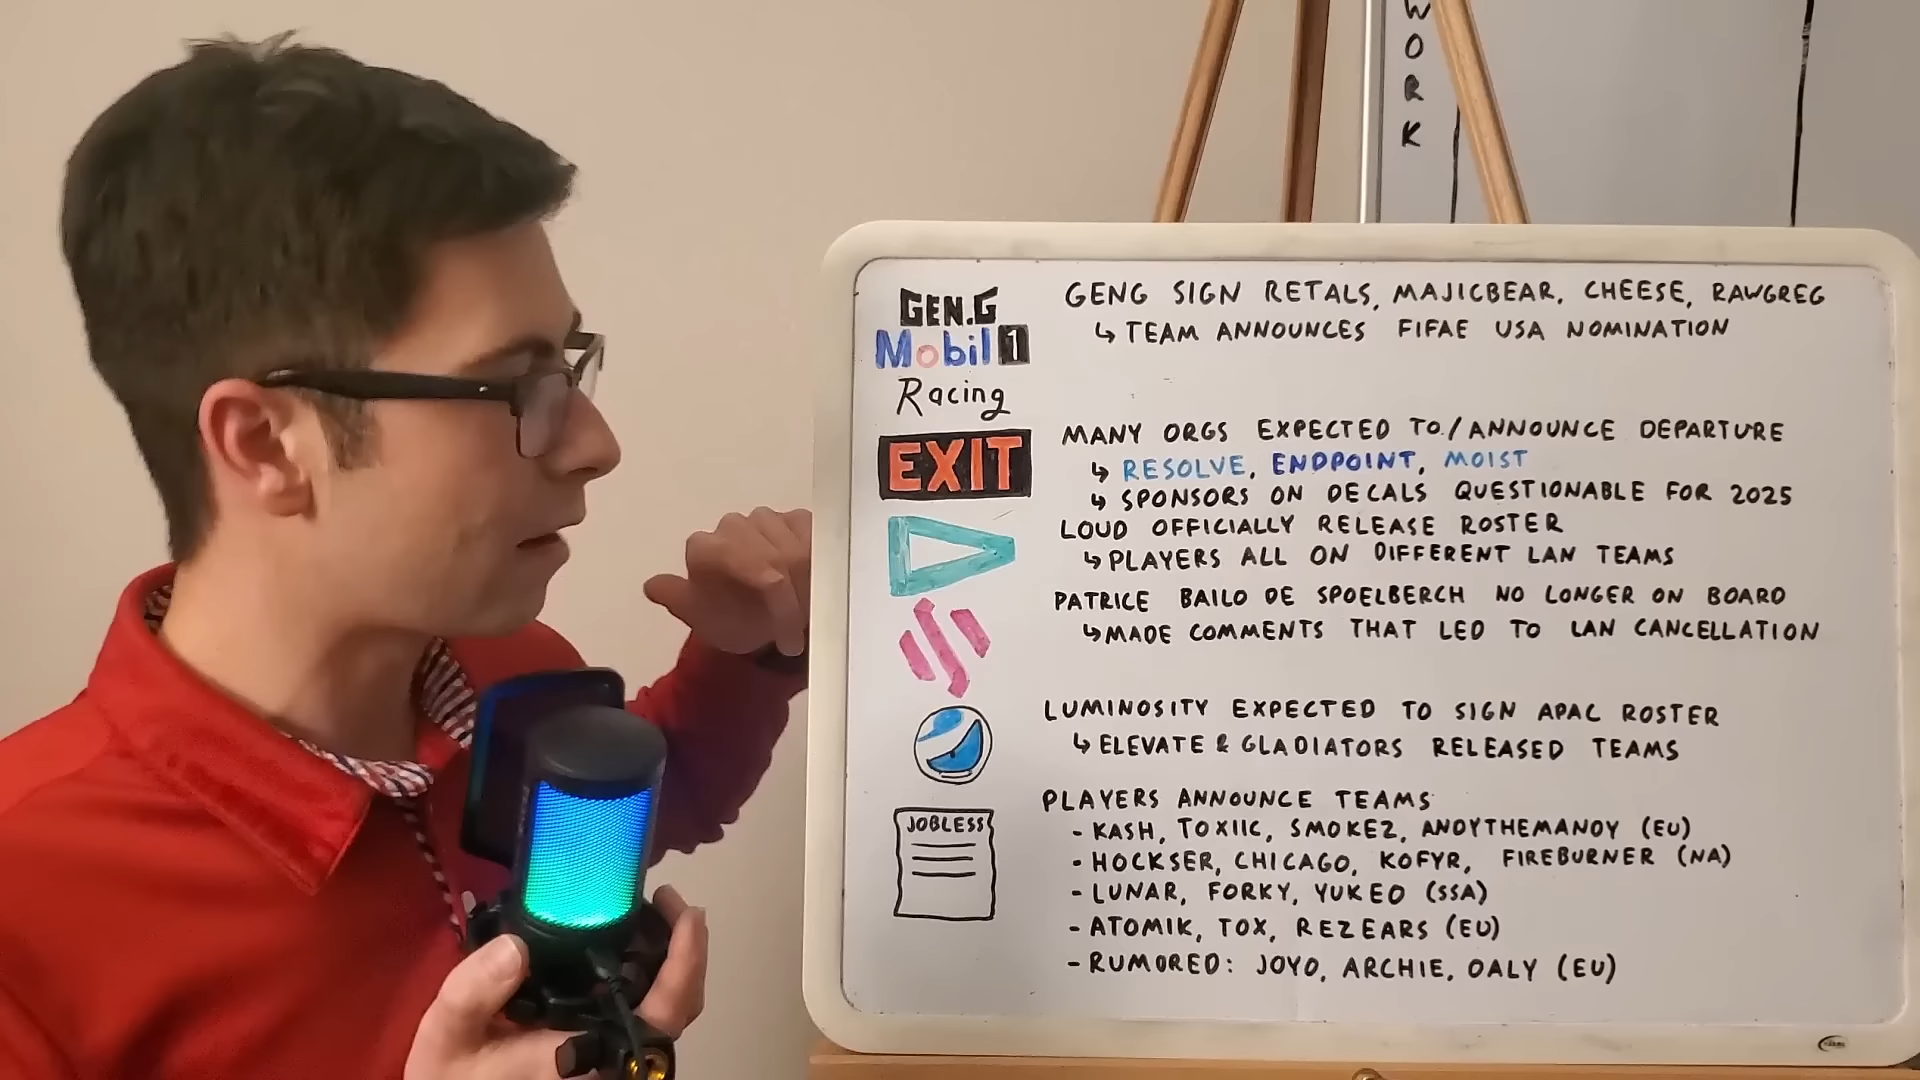 WORK
GEN.G
Mobil 1
Racing
GENG SIGN RETALS, MAJICBEAR, CHEESE, RAWGREG
↳ TEAM ANNOUNCES FIFAE USA NOMINATION
EXIT
MANY ORGS EXPECTED TO/ANNOUNCE DEPARTURE
↳ RESOLVE, ENDPOINT, MOIST
↳ SPONSORS ON DECALS QUESTIONABLE FOR 2025
LOUD OFFICIALLY RELEASE ROSTER
↳ PLAYERS ALL ON DIFFERENT LAN TEAMS
PATRICE BAILO DE SPOELBERCH NO LONGER ON BOARD
↳ MADE COMMENTS THAT LED TO LAN CANCELLATION
LUMINOSITY EXPECTED TO SIGN APAC ROSTER
↳ ELEVATE & GLADIATORS RELEASED TEAMS
JOBLESS
PLAYERS ANNOUNCE TEAMS
- KASH, TOXIIC, SMOKEZ, ANDYTHEMANDY (EU)
- HOCKSER, CHICAGO, KOFYR, FIREBURNER (NA)
- LUNAR, FORKY, YUKEO (SSA)
- ATOMIK, TOX, REZEARS (EU)
- RUMORED: JOYO, ARCHIE, OALY (EU)